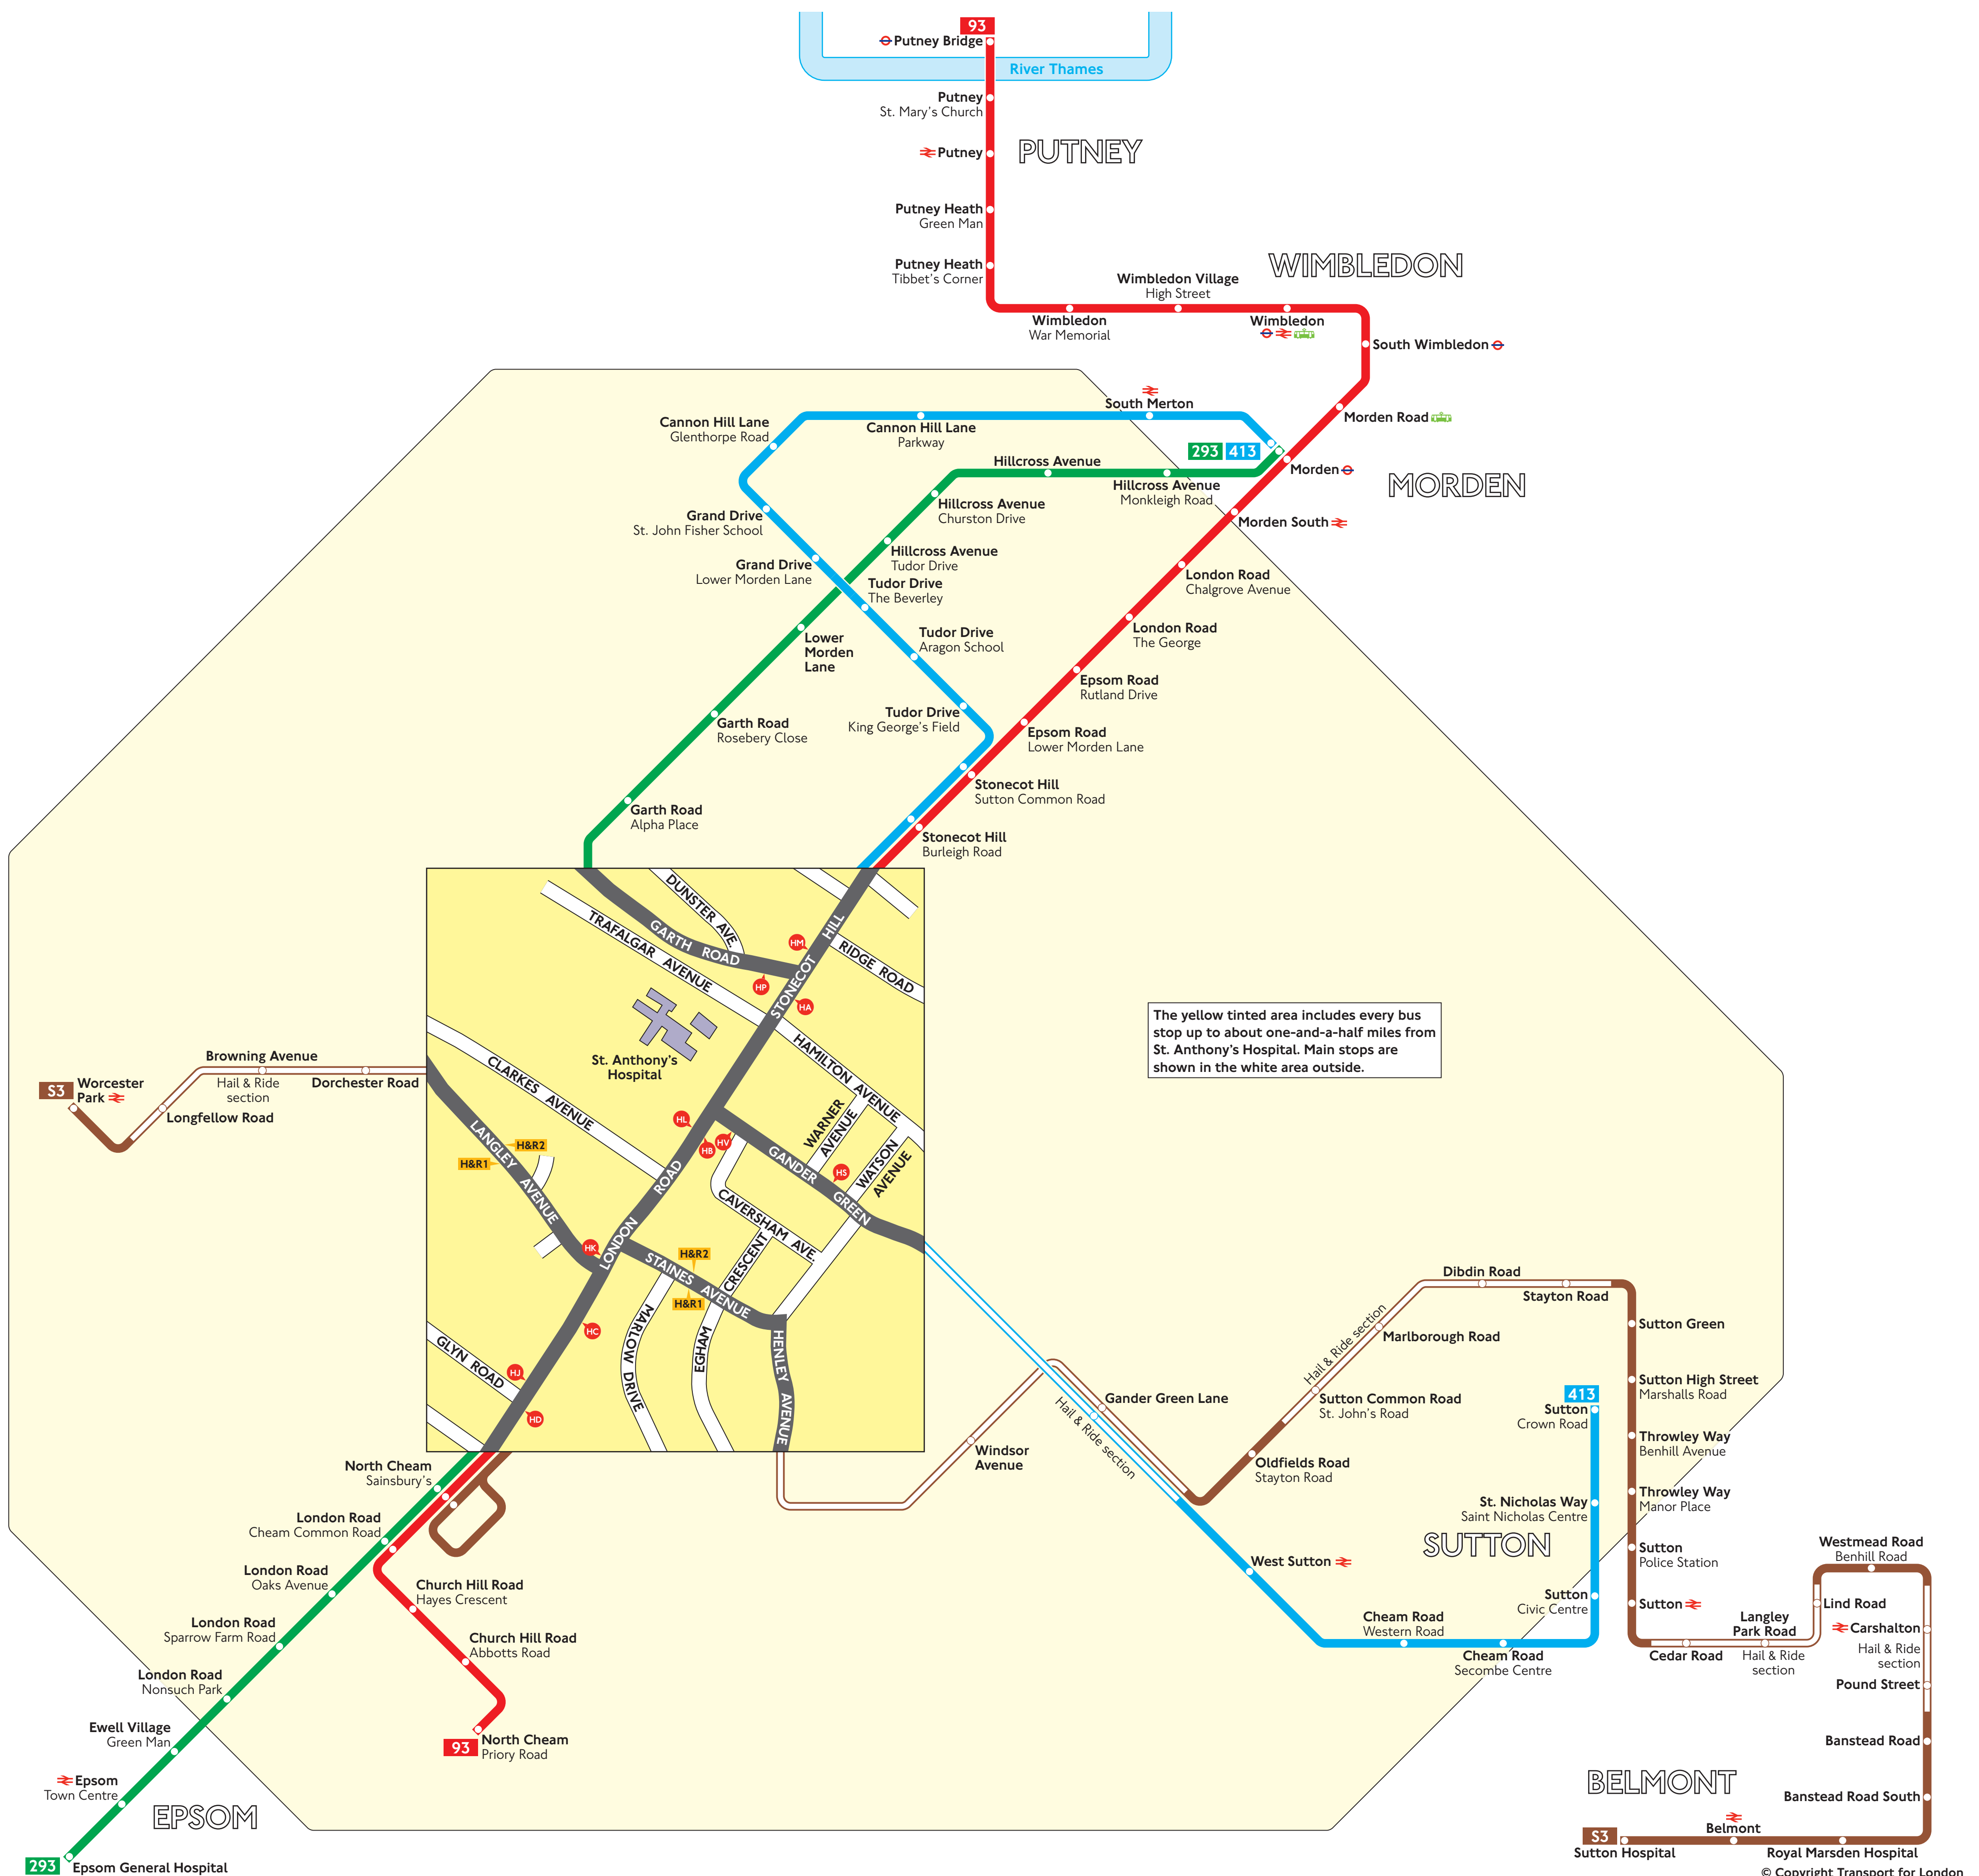 93
Putney Bridge
River Thames
Putney
St. Mary's Church
PUTNEY
Putney
Putney Heath
Green Man
Putney Heath
Tibbet's Corner
WIMBLEDON
Wimbledon Village
High Street
Wimbledon
War Memorial
Wimbledon
South Wimbledon
South Merton
Morden Road
Cannon Hill Lane
Glenthorpe Road
Cannon Hill Lane
Parkway
293
413
Hillcross Avenue
Morden
MORDEN
Hillcross Avenue
Monkleigh Road
Hillcross Avenue
Churston Drive
Grand Drive
St. John Fisher School
Morden South
Hillcross Avenue
Tudor Drive
Grand Drive
Lower Morden Lane
London Road
Chalgrove Avenue
Tudor Drive
The Beverley
Lower
Morden
Lane
Tudor Drive
Aragon School
London Road
The George
Epsom Road
Rutland Drive
Garth Road
Rosebery Close
Tudor Drive
King George's Field
Epsom Road
Lower Morden Lane
Stonecot Hill
Sutton Common Road
Garth Road
Alpha Place
Stonecot Hill
Burleigh Road
DUNSTER AVE.
TRAFALGAR AVENUE
GARTH ROAD
STONECOT HILL
HM
RIDGE ROAD
HP
HA
St. Anthony's
Hospital
HAMILTON AVENUE
CLARKES AVENUE
WARNER
AVENUE
WATSON
AVENUE
HL
HB
HV
GANDER GREEN
HS
LANGLEY AVENUE
H&R2
H&R1
LONDON ROAD
CAVERSHAM AVE.
HK
STAINES AVENUE
H&R2
H&R1
EGHAM CRESCENT
MARLOW DRIVE
HENLEY AVENUE
HC
GLYN ROAD
HJ
HD
The yellow tinted area includes every bus
stop up to about one-and-a-half miles from
St. Anthony's Hospital. Main stops are
shown in the white area outside.
S3
Worcester
Park
Browning Avenue
Hail & Ride
section
Dorchester Road
Longfellow Road
Dibdin Road
Stayton Road
Hail & Ride section
Marlborough Road
Sutton Green
Sutton High Street
Marshalls Road
Sutton Common Road
St. John's Road
413
Sutton
Crown Road
Gander Green Lane
Hail & Ride section
Windsor
Avenue
Oldfields Road
Stayton Road
Throwley Way
Benhill Avenue
Throwley Way
Manor Place
St. Nicholas Way
Saint Nicholas Centre
SUTTON
West Sutton
Sutton
Police Station
Sutton
Civic Centre
Sutton
Cheam Road
Western Road
Cheam Road
Secombe Centre
Cedar Road
Langley
Park Road
Hail & Ride
section
Westmead Road
Benhill Road
Lind Road
Carshalton
Hail & Ride
section
Pound Street
Banstead Road
BELMONT
Banstead Road South
S3
Sutton Hospital
Belmont
Royal Marsden Hospital
North Cheam
Sainsbury's
London Road
Cheam Common Road
London Road
Oaks Avenue
Church Hill Road
Hayes Crescent
London Road
Sparrow Farm Road
Church Hill Road
Abbotts Road
London Road
Nonsuch Park
Ewell Village
Green Man
93
North Cheam
Priory Road
Epsom
Town Centre
EPSOM
293
Epsom General Hospital
© Copyright Transport for London